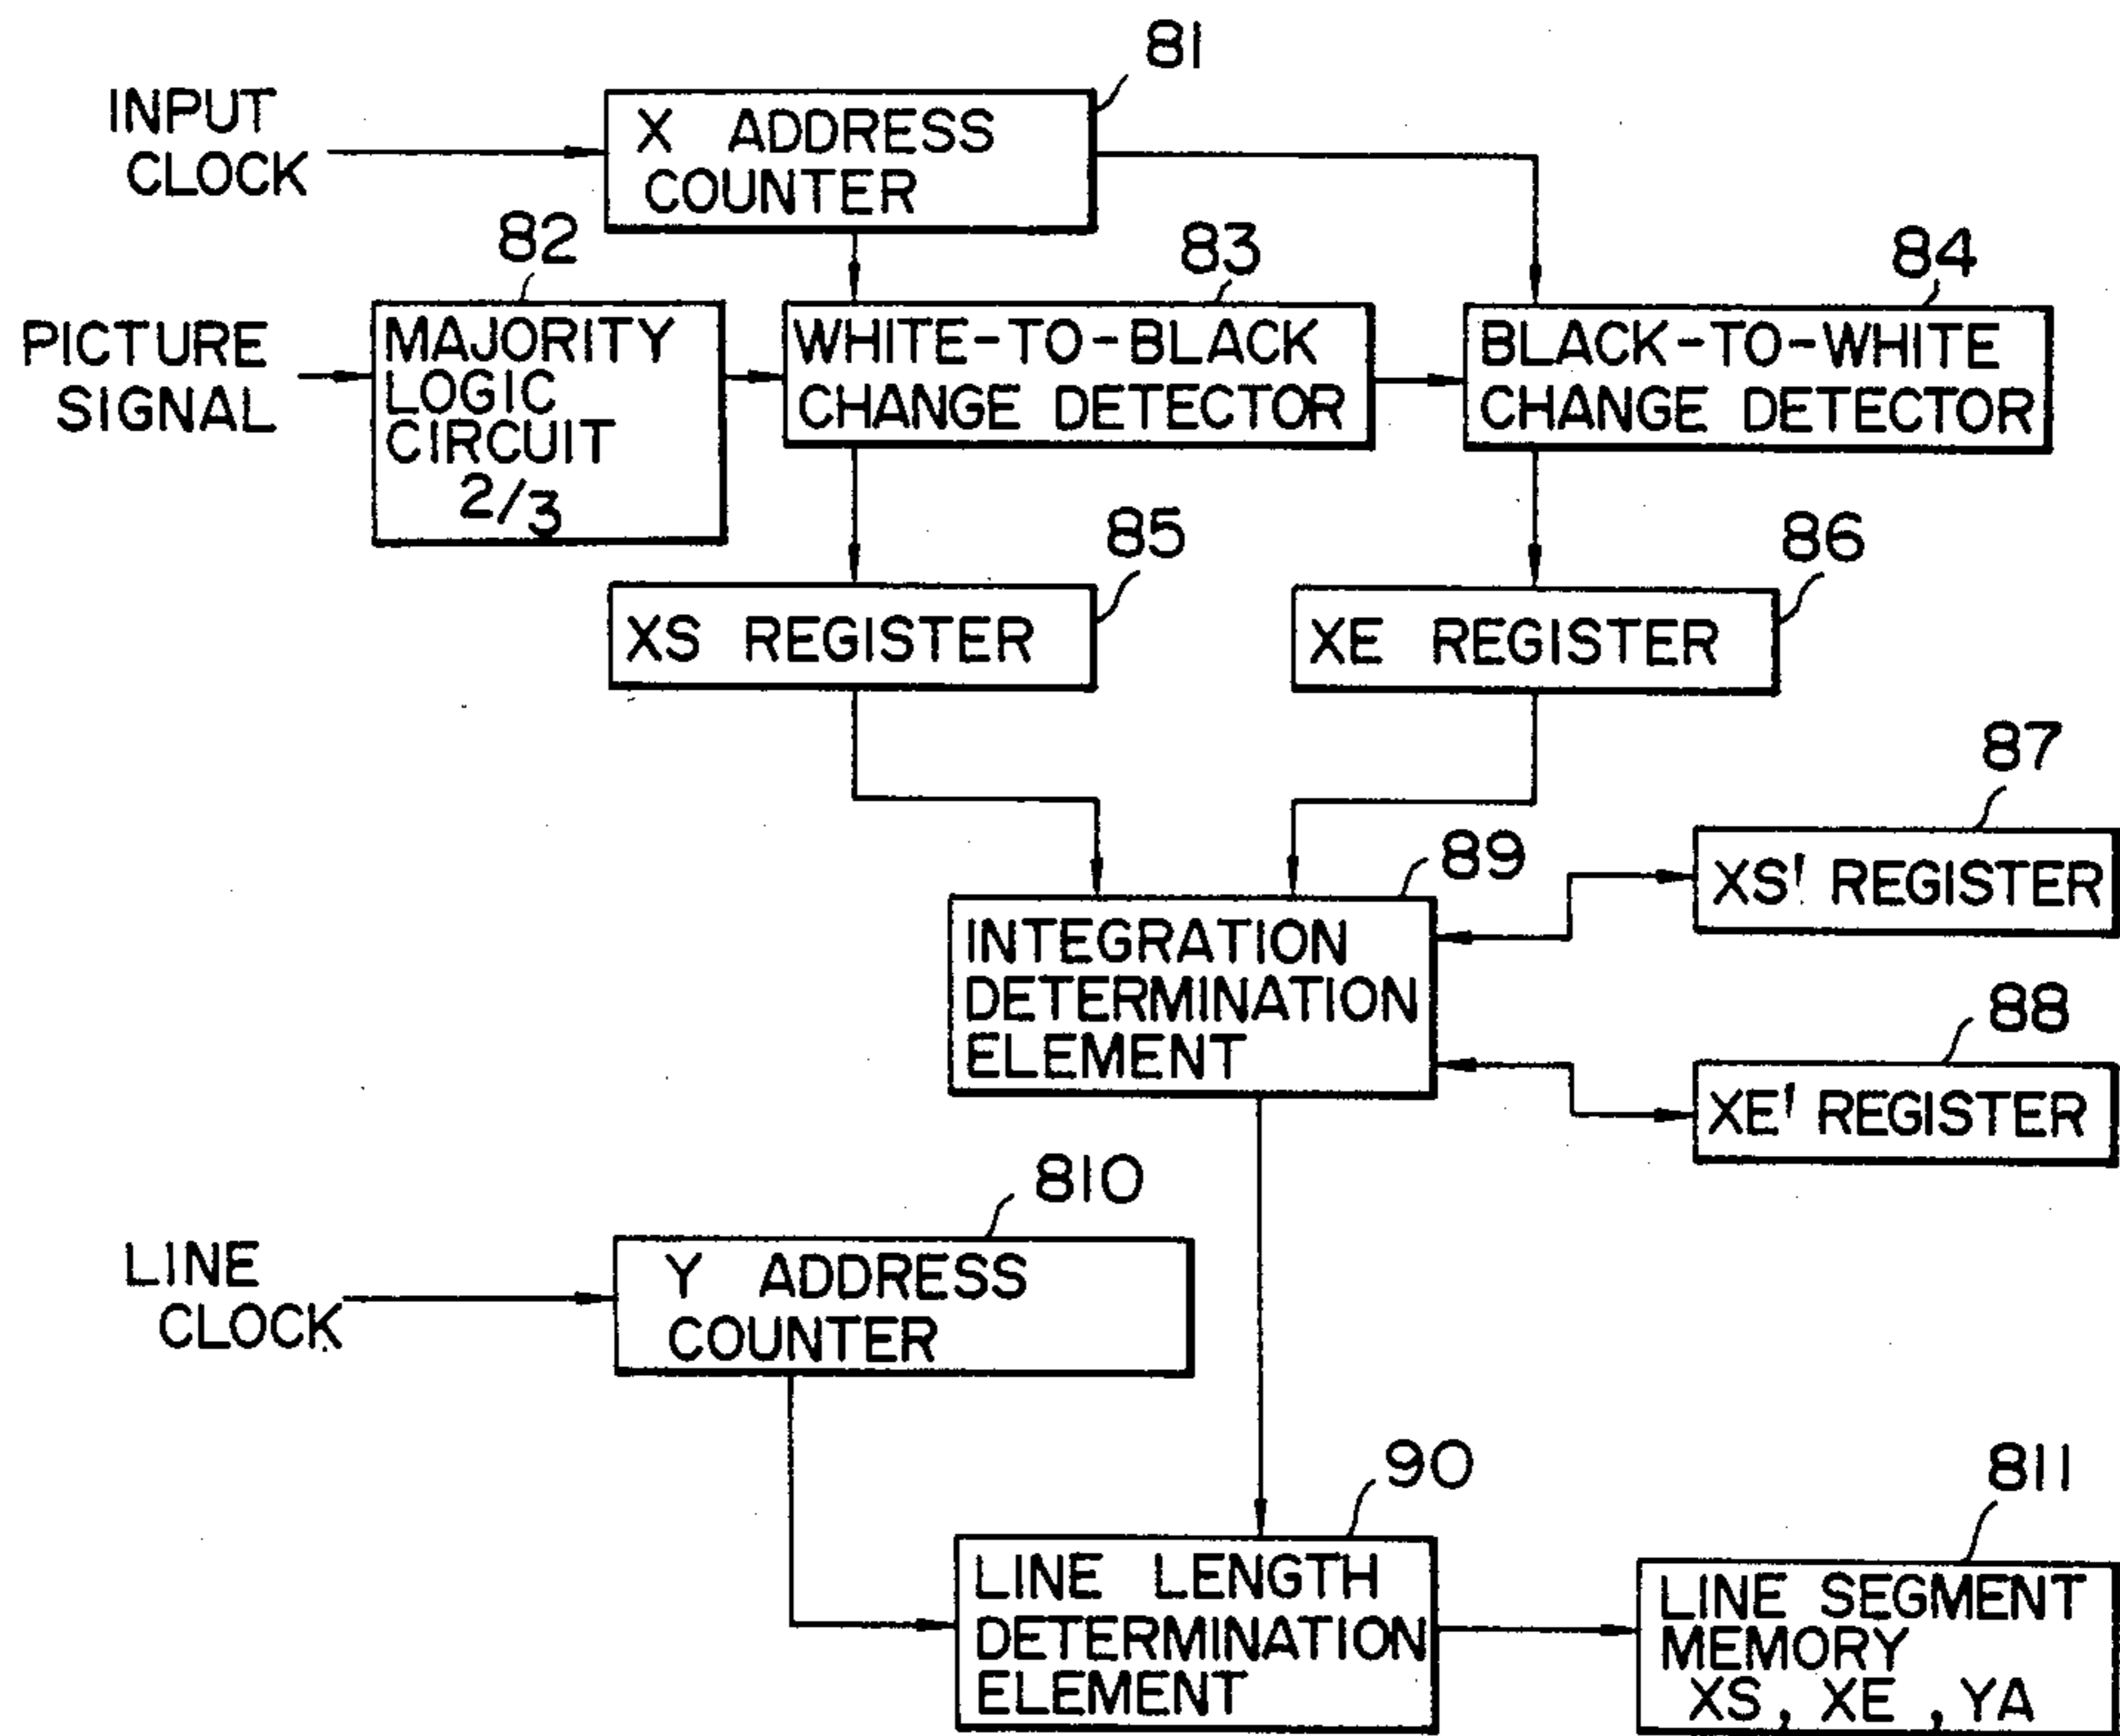 81
INPUT
CLOCK
X ADDRESS
COUNTER
82
83
84
PICTURE
SIGNAL
MAJORITY
LOGIC
CIRCUIT
2/3
WHITE-TO-BLACK
CHANGE DETECTOR
BLACK-TO-WHITE
CHANGE DETECTOR
85
86
XS REGISTER
XE REGISTER
87
89
XS' REGISTER
INTEGRATION
DETERMINATION
ELEMENT
88
XE' REGISTER
810
LINE
CLOCK
Y ADDRESS
COUNTER
90
811
LINE LENGTH
DETERMINATION
ELEMENT
LINE SEGMENT
MEMORY
XS, XE, YA